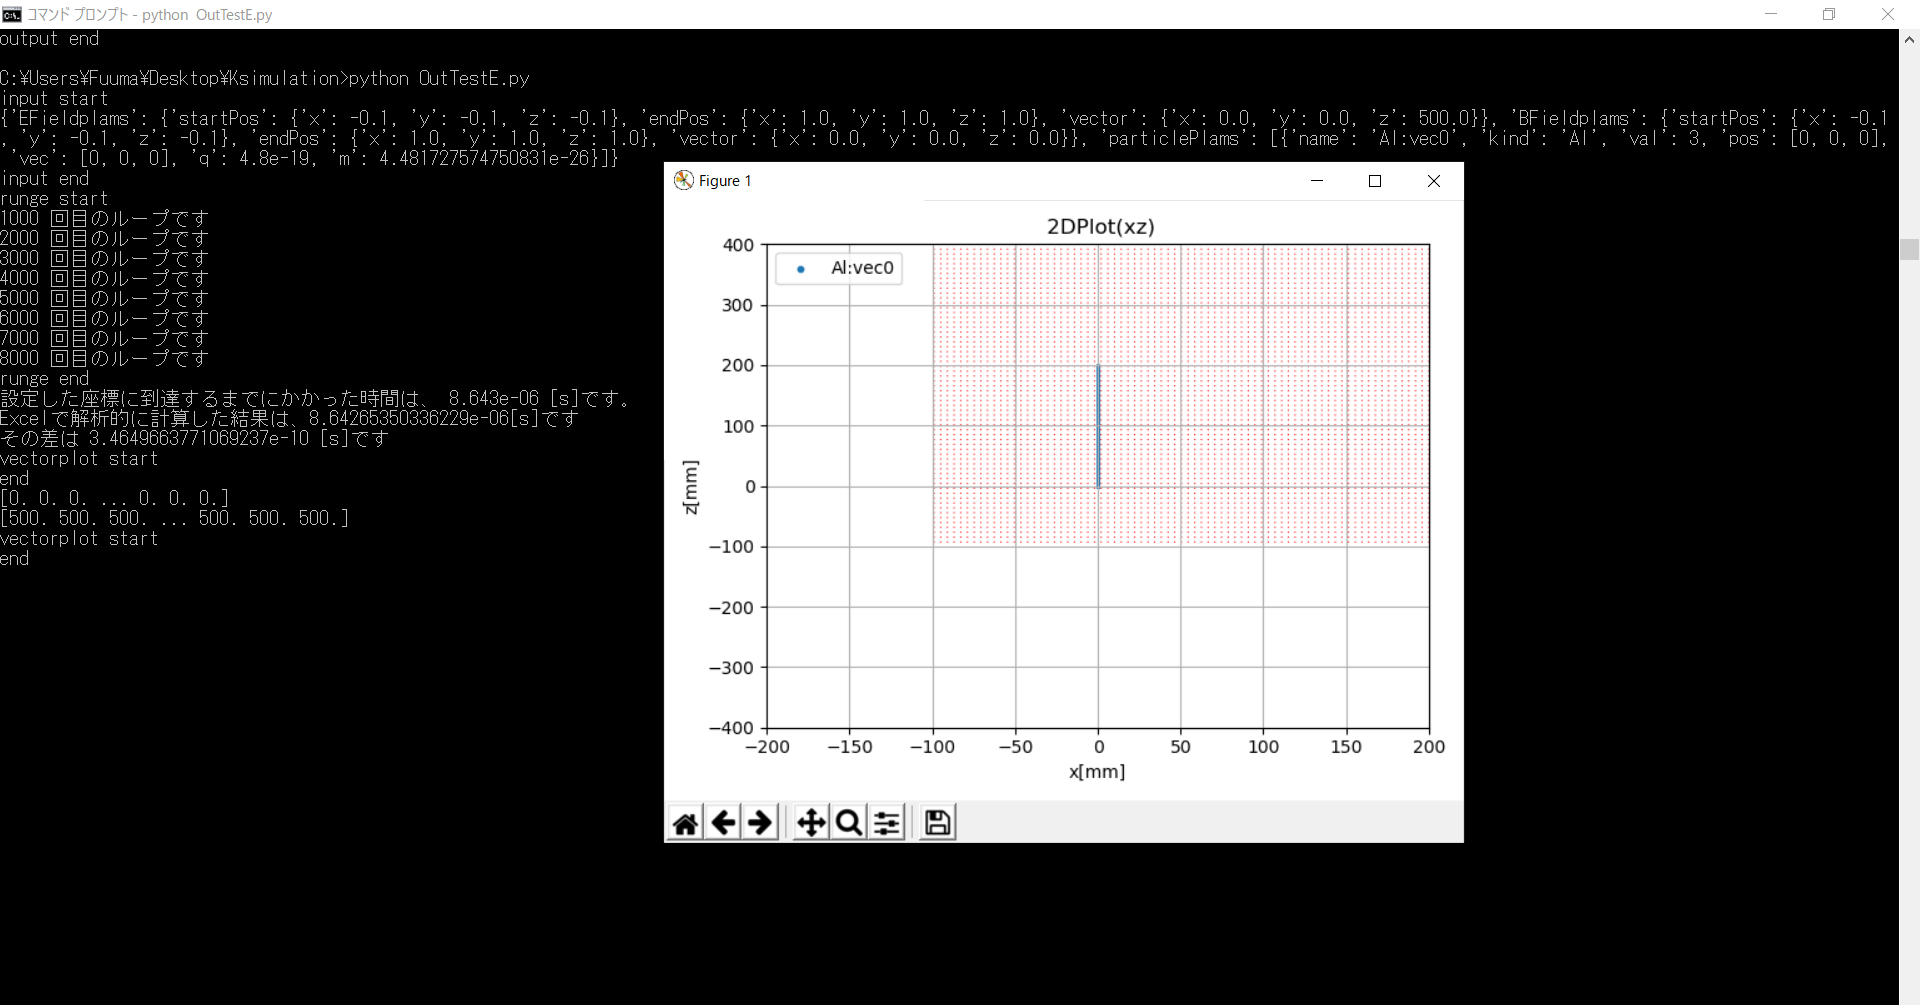 コマンド プロンプト - python  OutTestE.py
output end
C:¥Users¥Fuuma¥Desktop¥Ksimulation>python OutTestE.py
input start
{'EFieldplams': {'startPos': {'x': -0.1, 'y': -0.1, 'z': -0.1}, 'endPos': {'x': 1.0, 'y': 1.0, 'z': 1.0}, 'vector': {'x': 0.0, 'y': 0.0, 'z': 500.0}}, 'BFieldplams': {'startPos': {'x': -0.1
, 'y': -0.1, 'z': -0.1}, 'endPos': {'x': 1.0, 'y': 1.0, 'z': 1.0}, 'vector': {'x': 0.0, 'y': 0.0, 'z': 0.0}}, 'particlePlams': [{'name': 'Al:vec0', 'kind': 'Al', 'val': 3, 'pos': [0, 0, 0],
'vec': [0, 0, 0], 'q': 4.8e-19, 'm': 4.481727574750831e-26}]}
input end
runge start
1000 回目のループです
2000 回目のループです
3000 回目のループです
4000 回目のループです
5000 回目のループです
6000 回目のループです
7000 回目のループです
8000 回目のループです
runge end
設定した座標に到達するまでにかかった時間は、 8.643e-06 [s]です。
Excelで解析的に計算した結果は、8.64265350336229e-06[s]です
その差は 3.4649663771069237e-10 [s]です
vectorplot start
end
[0. 0. 0. ... 0. 0. 0.]
[500. 500. 500. ... 500. 500. 500.]
vectorplot start
end
Figure 1
2DPlot(xz)
Al:vec0
400
300
200
100
0
−100
−200
−300
−400
z[mm]
−200 −150 −100 −50 0 50 100 150 200
x[mm]